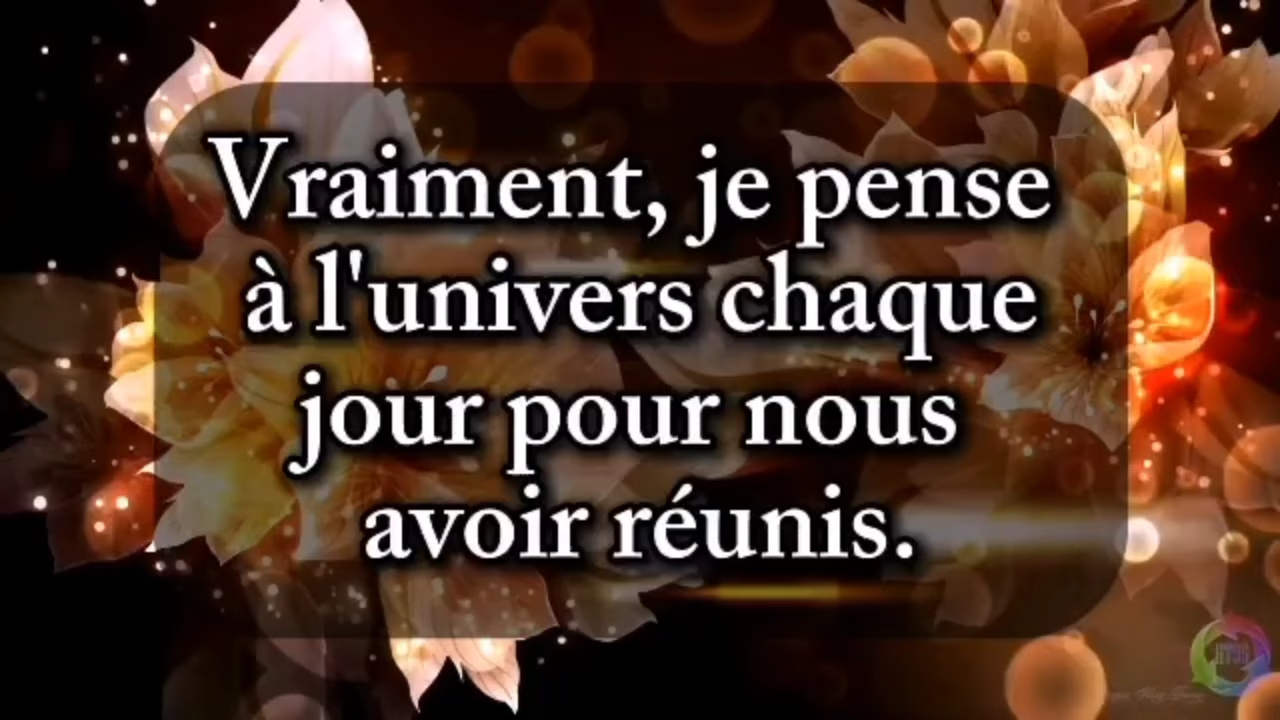 Vraiment, je pense
à l'univers chaque
jour pour nous
avoir réunis.